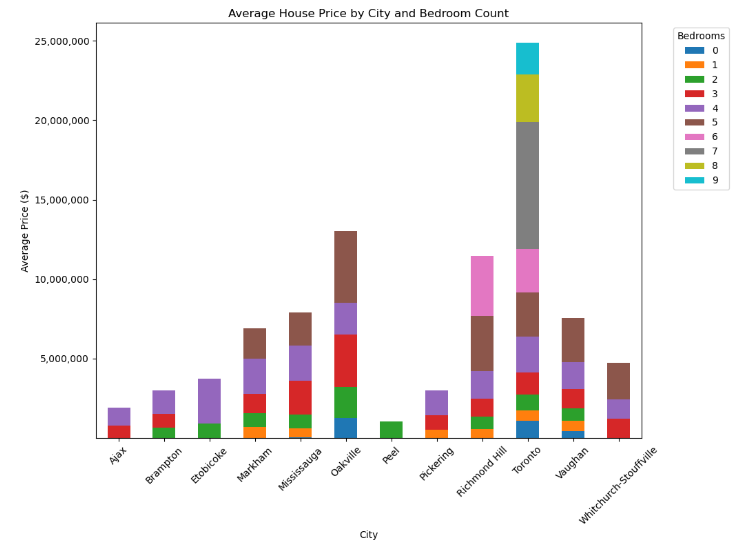 Average House Price by City and Bedroom Count
Average Price ($)
25,000,000
20,000,000
15,000,000
10,000,000
5,000,000
Ajax
Brampton
Etobicoke
Markham
Mississauga
Oakville
Peel
Pickering
Richmond Hill
Toronto
Vaughan
Whitchurch-Stouffville
City
Bedrooms
0
1
2
3
4
5
6
7
8
9